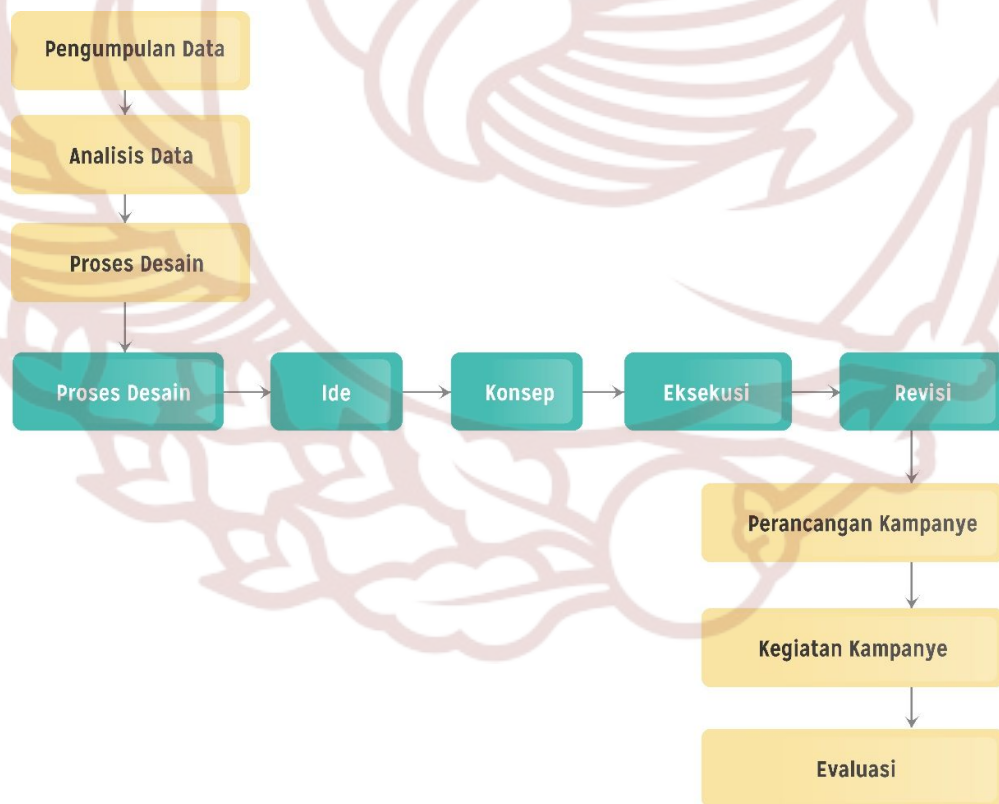 Pengumpulan Data
Analisis Data
Proses Desain
Proses Desain
Ide
Konsep
Eksekusi
Revisi
Perancangan Kampanye
Kegiatan Kampanye
Evaluasi